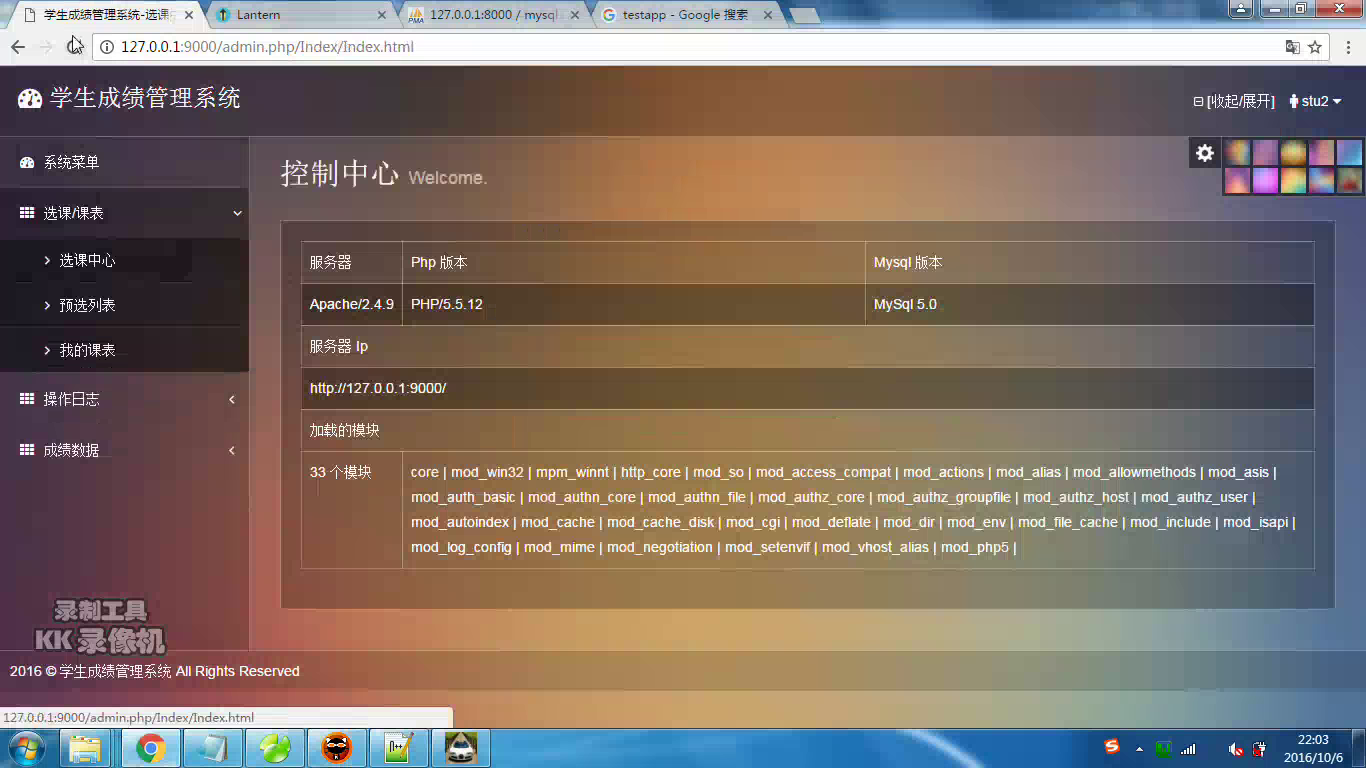 学生成绩管理系统-选课
Lantern
127.0.0.1:8000 / mysql
testapp - Google 搜索
127.0.0.1:9000/admin.php/Index/Index.html
学生成绩管理系统
[收起/展开] stu2
系统菜单
选课/课表
选课中心
预选列表
我的课表
操作日志
成绩数据
控制中心 Welcome.
服务器 Php 版本 Mysql 版本
Apache/2.4.9 PHP/5.5.12 MySql 5.0
服务器 Ip
http://127.0.0.1:9000/
加载的模块
33 个模块 core | mod_win32 | mpm_winnt | http_core | mod_so | mod_access_compat | mod_actions | mod_alias | mod_allowmethods | mod_asis |
mod_auth_basic | mod_authn_core | mod_authn_file | mod_authz_core | mod_authz_groupfile | mod_authz_host | mod_authz_user |
mod_autoindex | mod_cache | mod_cache_disk | mod_cgi | mod_deflate | mod_dir | mod_env | mod_file_cache | mod_include | mod_isapi |
mod_log_config | mod_mime | mod_negotiation | mod_setenvif | mod_vhost_alias | mod_php5 |
录制工具
KK 录像机
2016 © 学生成绩管理系统 All Rights Reserved
127.0.0.1:9000/admin.php/Index/Index.html
22:03
2016/10/6